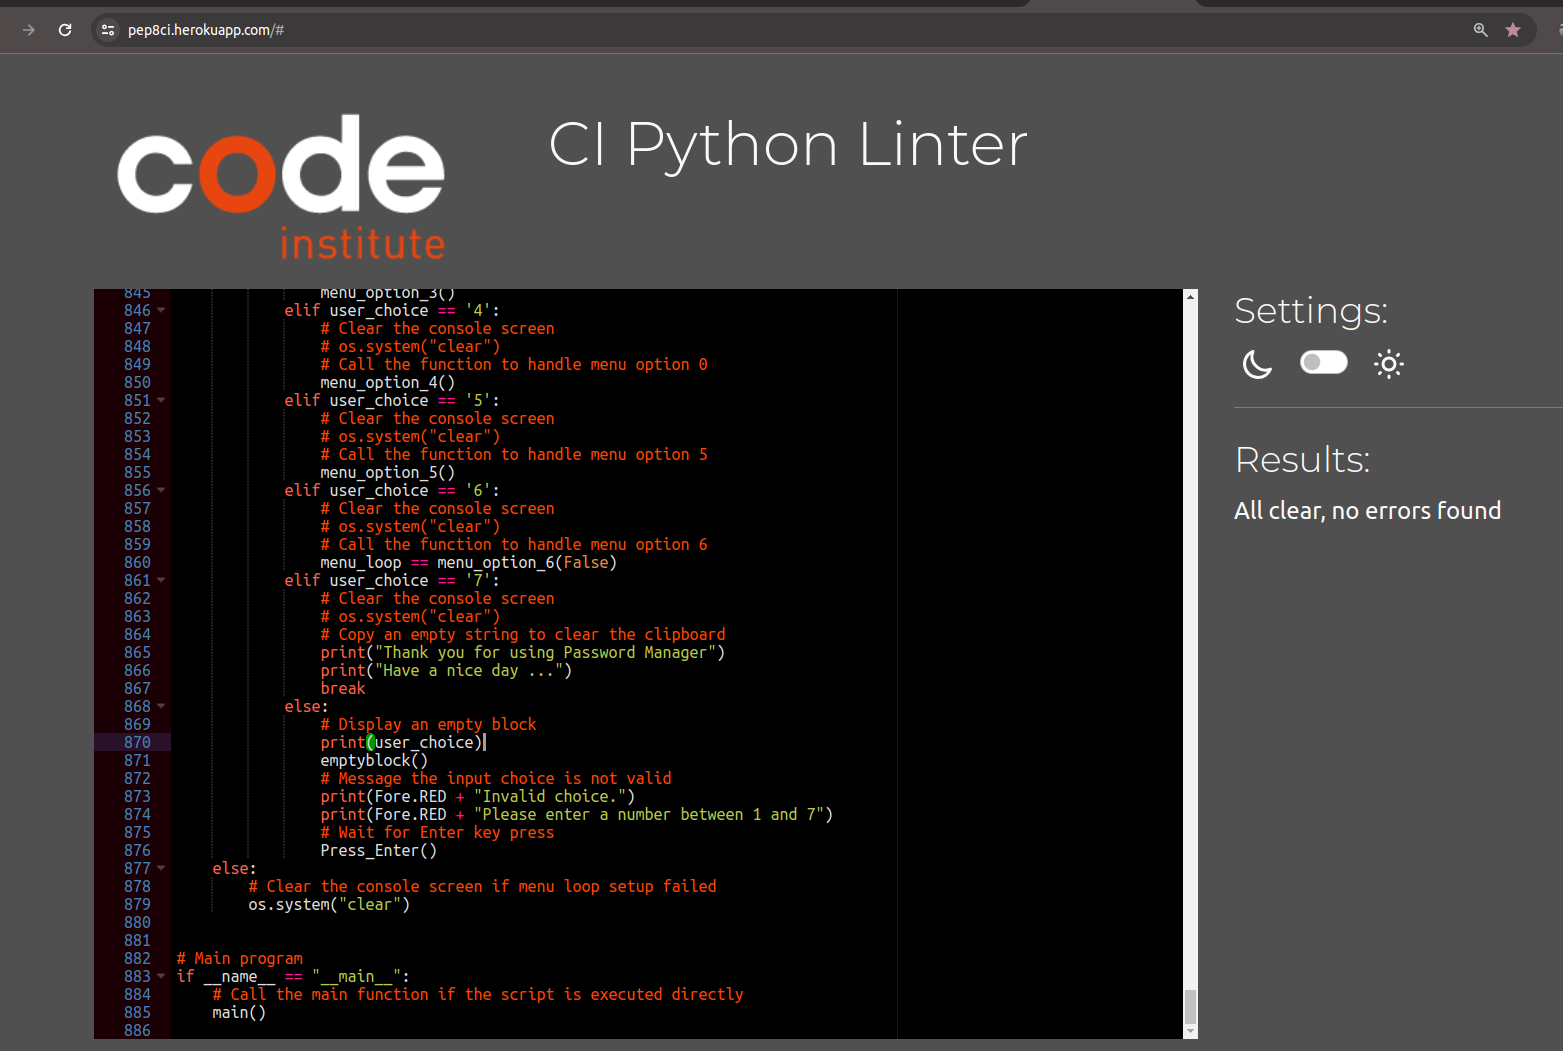 pep8ci.herokuapp.com/#
code
institute
CI Python Linter
845 menu_option_3()
846 elif user_choice == '4':
847 # Clear the console screen
848 # os.system("clear")
849 # Call the function to handle menu option 0
850 menu_option_4()
851 elif user_choice == '5':
852 # Clear the console screen
853 # os.system("clear")
854 # Call the function to handle menu option 5
855 menu_option_5()
856 elif user_choice == '6':
857 # Clear the console screen
858 # os.system("clear")
859 # Call the function to handle menu option 6
860 menu_loop == menu_option_6(False)
861 elif user_choice == '7':
862 # Clear the console screen
863 # os.system("clear")
864 # Copy an empty string to clear the clipboard
865 print("Thank you for using Password Manager")
866 print("Have a nice day ...")
867 break
868 else:
869 # Display an empty block
870 print(user_choice)
871 emptyblock()
872 # Message the input choice is not valid
873 print(Fore.RED + "Invalid choice.")
874 print(Fore.RED + "Please enter a number between 1 and 7")
875 # Wait for Enter key press
876 Press_Enter()
877 else:
878 # Clear the console screen if menu loop setup failed
879 os.system("clear")
880
881
882 # Main program
883 if __name__ == "__main__":
884 # Call the main function if the script is executed directly
885 main()
886
Settings:
Results:
All clear, no errors found